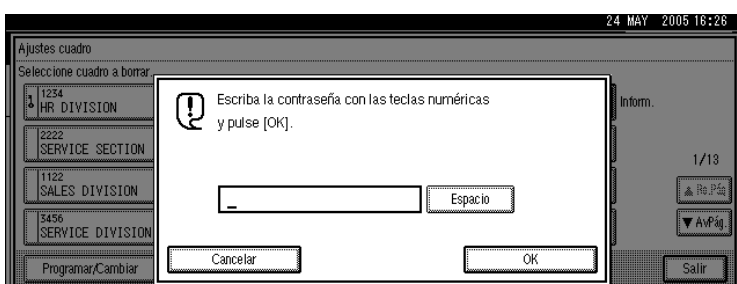 24 MAY 2005 16:26
Ajustes cuadro
Seleccione cuadro a borrar.
1234
HR DIVISION
Escriba la contraseña con las teclas numéricas
y pulse [OK].
Inform.
2222
SERVICE SECTION
1/13
1122
SALES DIVISION
_
Espacio
▲ Re.Pág
3456
SERVICE DIVISION
▼ AvPág.
Cancelar
OK
Programar/Cambiar
Salir